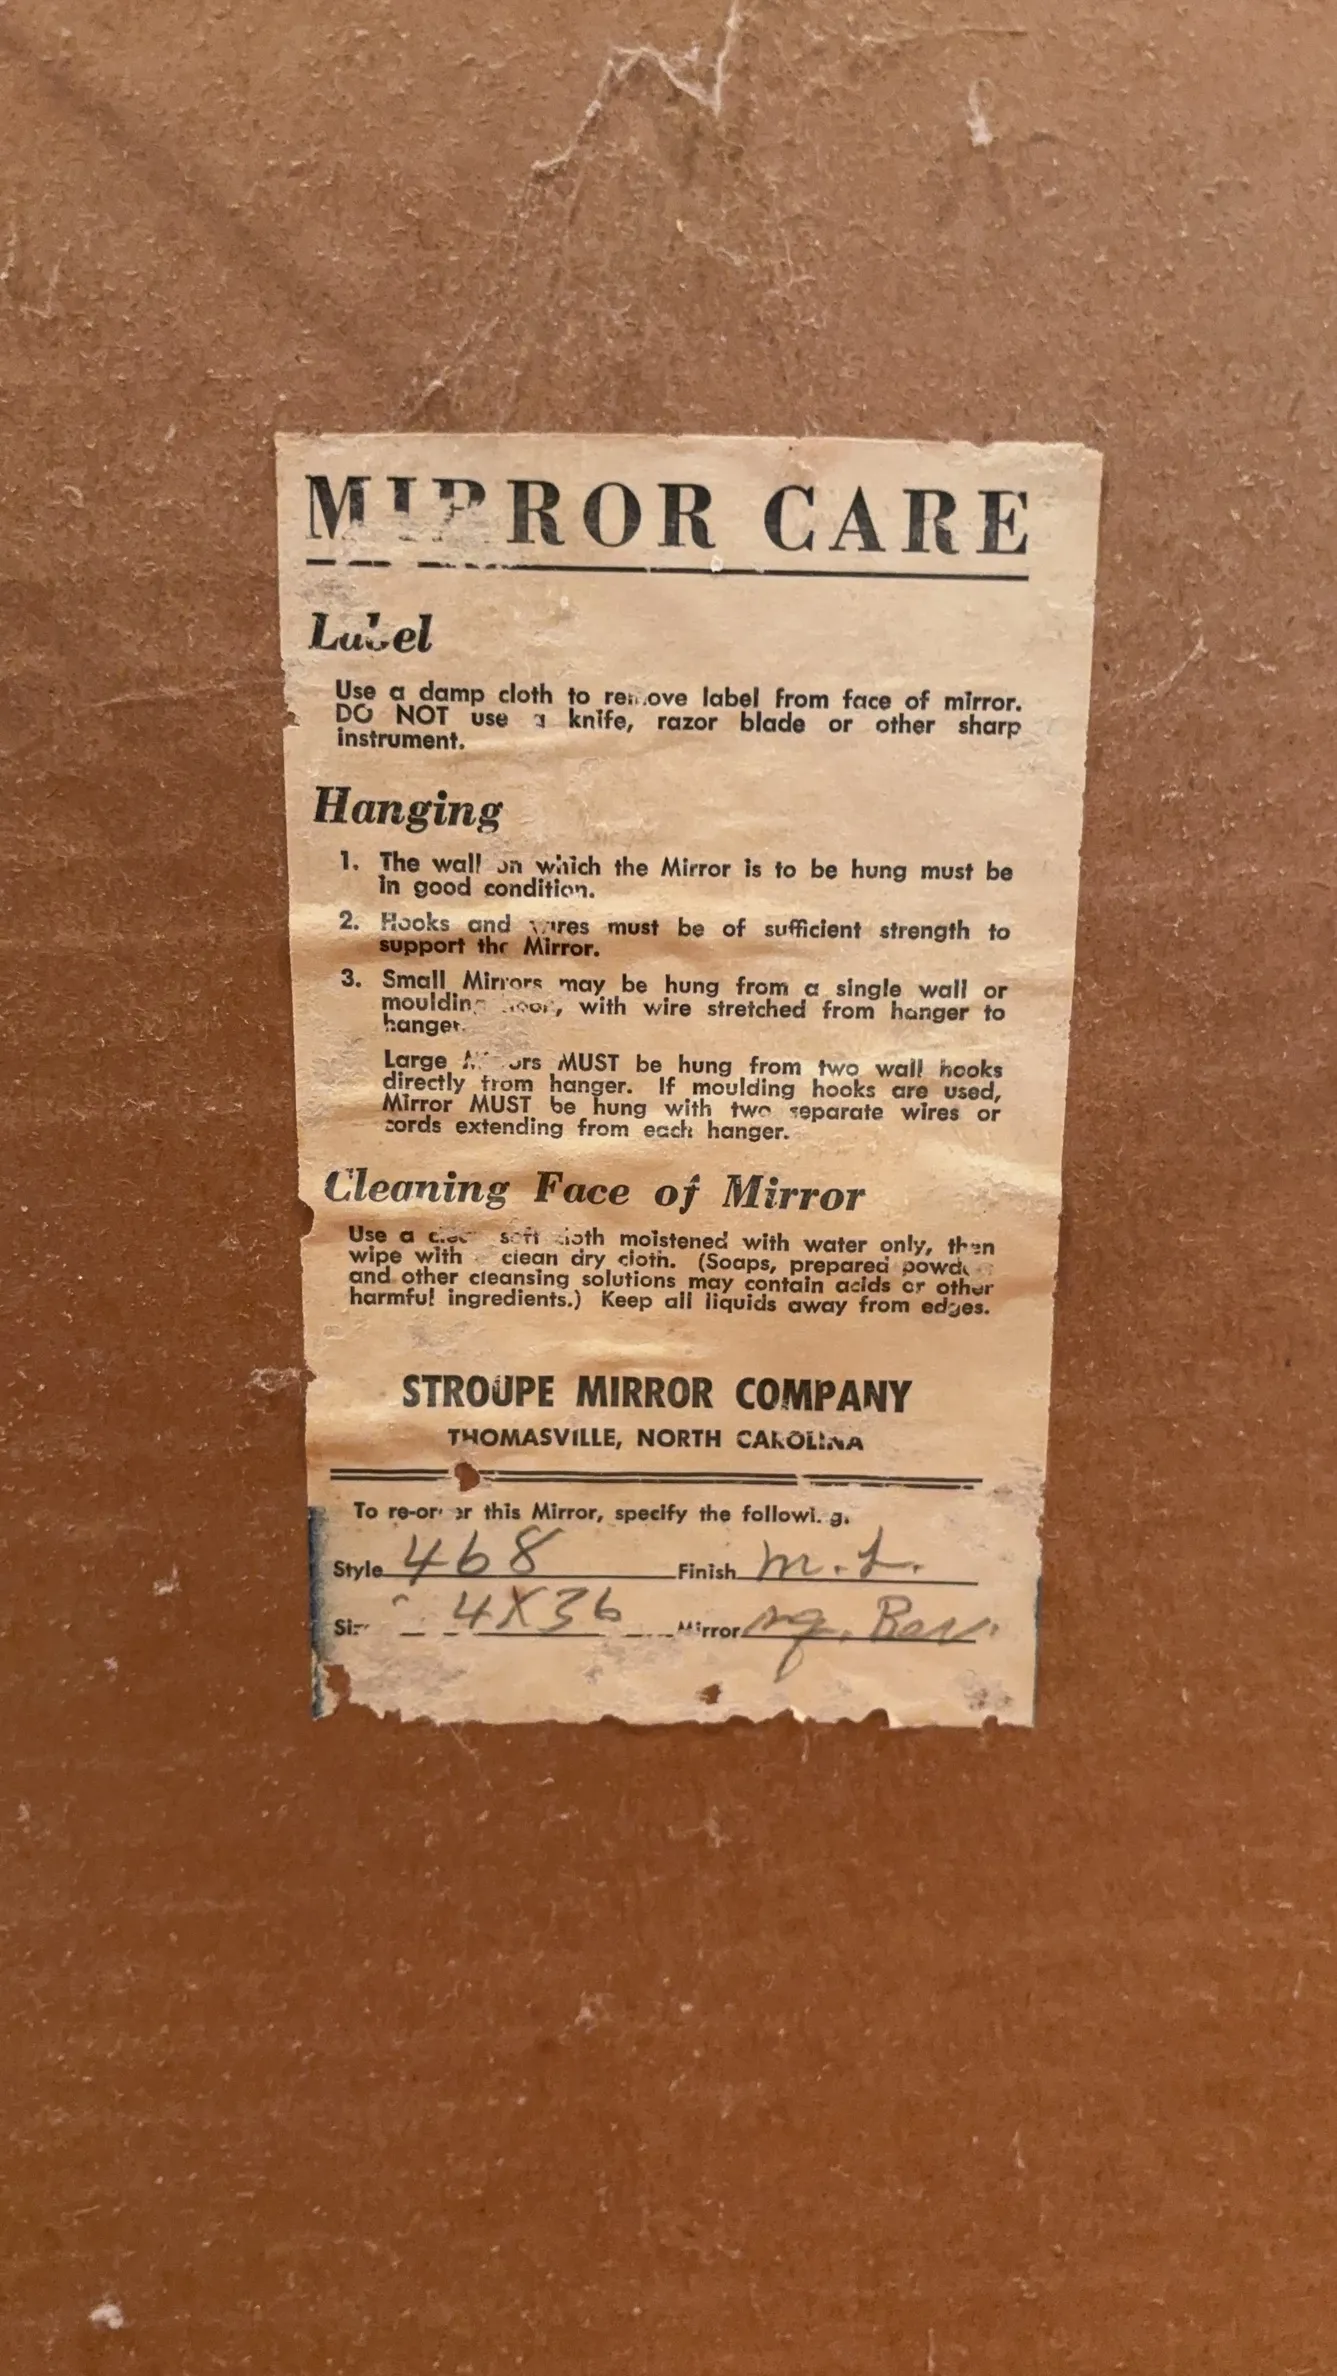 MIRROR CARE
Label
Use a damp cloth to remove label from face of mirror.
DO NOT use a knife, razor blade or other sharp
instrument.
Hanging
1. The wall on which the Mirror is to be hung must be
in good condition.
2. Hooks and wires must be of sufficient strength to
support the Mirror.
3. Small Mirrors may be hung from a single wall or
moulding hook, with wire stretched from hanger to
hanger.
Large Mirrors MUST be hung from two wall hooks
directly from hanger. If moulding hooks are used,
Mirror MUST be hung with two separate wires or
cords extending from each hanger.
Cleaning Face of Mirror
Use a soft cloth moistened with water only, then
wipe with clean dry cloth. (Soaps, prepared
and other cleansing solutions may contain acids or other
harmful ingredients.) Keep all liquids away from edges.
STROUPE MIRROR COMPANY
THOMASVILLE, NORTH CAROLINA
To re-order this Mirror, specify the following.
Style 468 Finish M.L.
Size 4X36 Mirror Bev.